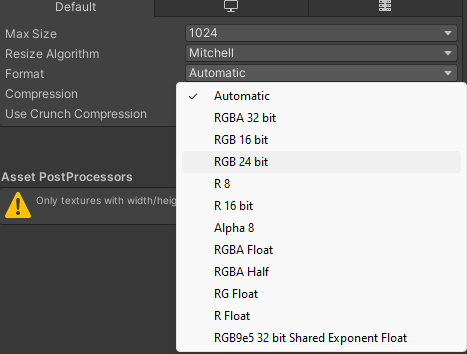 Default
Max Size 1024
Resize Algorithm Mitchell
Format Automatic
Compression
Use Crunch Compression
Automatic
RGBA 32 bit
RGB 16 bit
RGB 24 bit
R 8
R 16 bit
Alpha 8
RGBA Float
RGBA Half
RG Float
R Float
RGB9e5 32 bit Shared Exponent Float
Asset PostProcessors
Only textures with width/heig